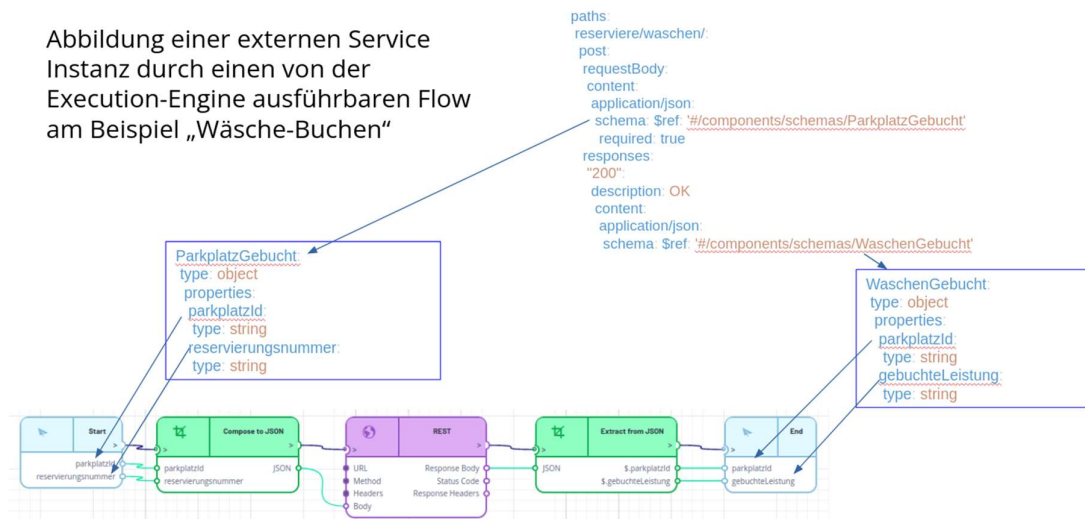 Abbildung einer externen Service
Instanz durch einen von der
Execution-Engine ausführbaren Flow
am Beispiel „Wäsche-Buchen“
paths:
reserviere/waschen/:
post:
requestBody:
content:
application/json:
schema: $ref: '#/components/schemas/ParkplatzGebucht'
required: true
responses:
"200":
description: OK
content:
application/json:
schema: $ref: '#/components/schemas/WaschenGebucht'
ParkplatzGebucht:
type: object
properties:
parkplatzId:
type: string
reservierungsnummer:
type: string
WaschenGebucht:
type: object
properties:
parkplatzId:
type: string
gebuchteLeistung:
type: string
Start
>
parkplatzId
reservierungsnummer
Compose to JSON
> >
parkplatzId JSON
reservierungsnummer
REST
> >
URL Response Body
Method Status Code
Headers Response Headers
Body
Extract from JSON
> >
JSON $.parkplatzId
$.gebuchteLeistung
End
>
parkplatzId
gebuchteLeistung